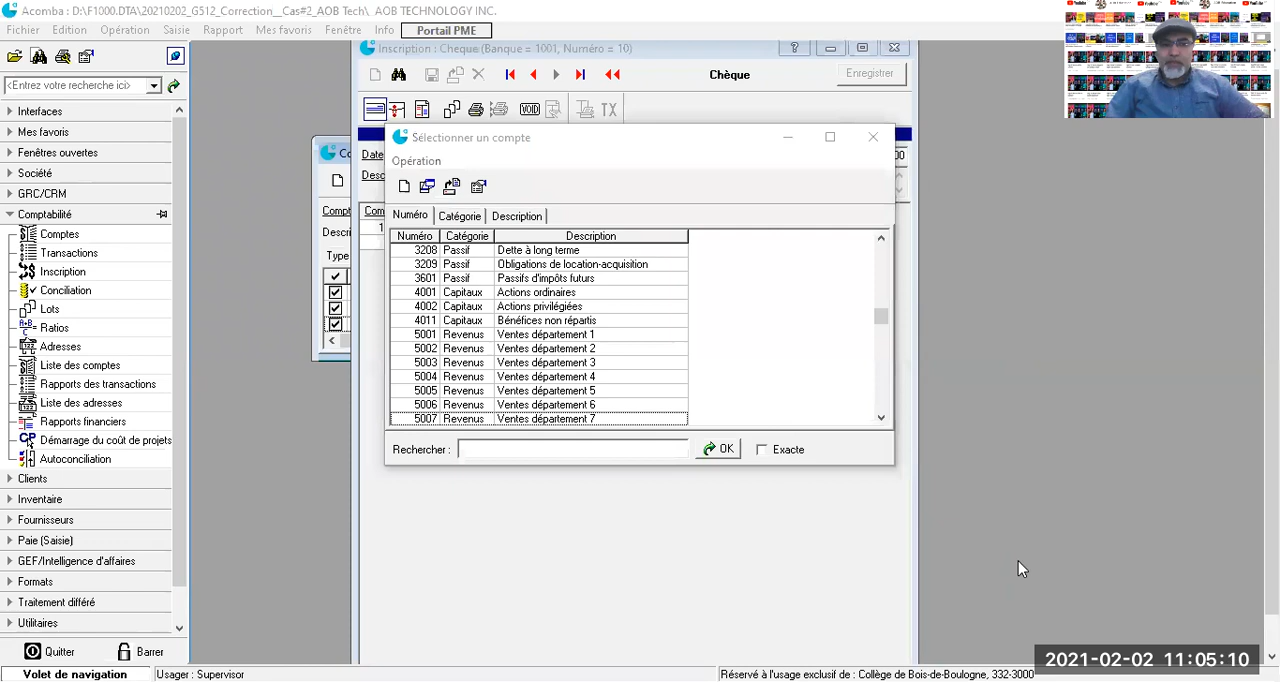 Acomba : D:\F1000.DTA\20210202_G512_Correction__Cas#2_AOB Tech\, AOB TECHNOLOGY INC.
Fichier Edition Opération Saisie Rapport Mes favoris Fenêtre Info Portail PME
Inscription: Chèque (Banque = 1001, Numéro = 10)
<Entrez votre recherche ici>
Chèque
Enregistrer
Interfaces
Mes favoris
Fenêtres ouvertes
Société
GRC/CRM
Comptabilité
Comptes
Transactions
Inscription
Conciliation
Lots
Ratios
Adresses
Liste des comptes
Rapports des transactions
Liste des adresses
Rapports financiers
Démarrage du coût de projets
Autoconciliation
Clients
Inventaire
Fournisseurs
Paie (Saisie)
GEF/Intelligence d'affaires
Formats
Traitement différé
Utilitaires
Quitter Barrer
Date
Type
Sélectionner un compte
Opération
Numéro Catégorie Description
Numéro Catégorie Description
3208 Passif Dette à long terme
3209 Passif Obligations de location-acquisition
3601 Passif Passifs d'impôts futurs
4001 Capitaux Actions ordinaires
4002 Capitaux Actions privilégiées
4011 Capitaux Bénéfices non répartis
5001 Revenus Ventes département 1
5002 Revenus Ventes département 2
5003 Revenus Ventes département 3
5004 Revenus Ventes département 4
5005 Revenus Ventes département 5
5006 Revenus Ventes département 6
5007 Revenus Ventes département 7
Rechercher : OK Exacte
2021-02-02 11:05:10
Volet de navigation Usager : Supervisor Réservé à l'usage exclusif de : Collège de Bois-de-Boulogne, 332-3000